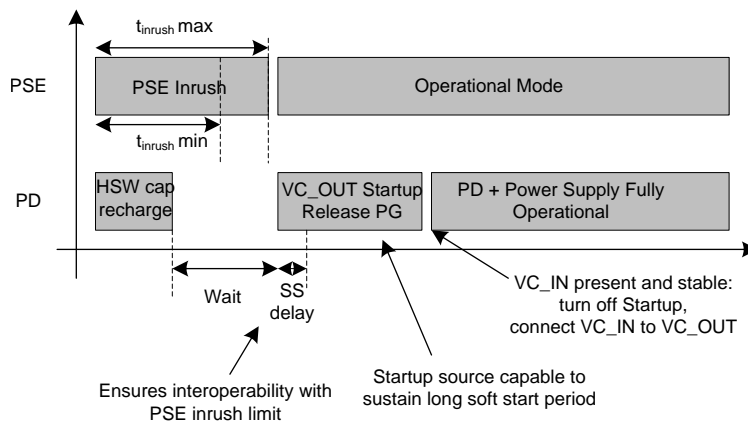 t_inrush max
PSE
PSE Inrush
Operational Mode
t_inrush min
PD
HSW cap
recharge
VC_OUT Startup
Release PG
PD + Power Supply Fully
Operational
Wait
SS
delay
VC_IN present and stable:
turn off Startup,
connect VC_IN to VC_OUT
Ensures interoperability with
PSE inrush limit
Startup source capable to
sustain long soft start period